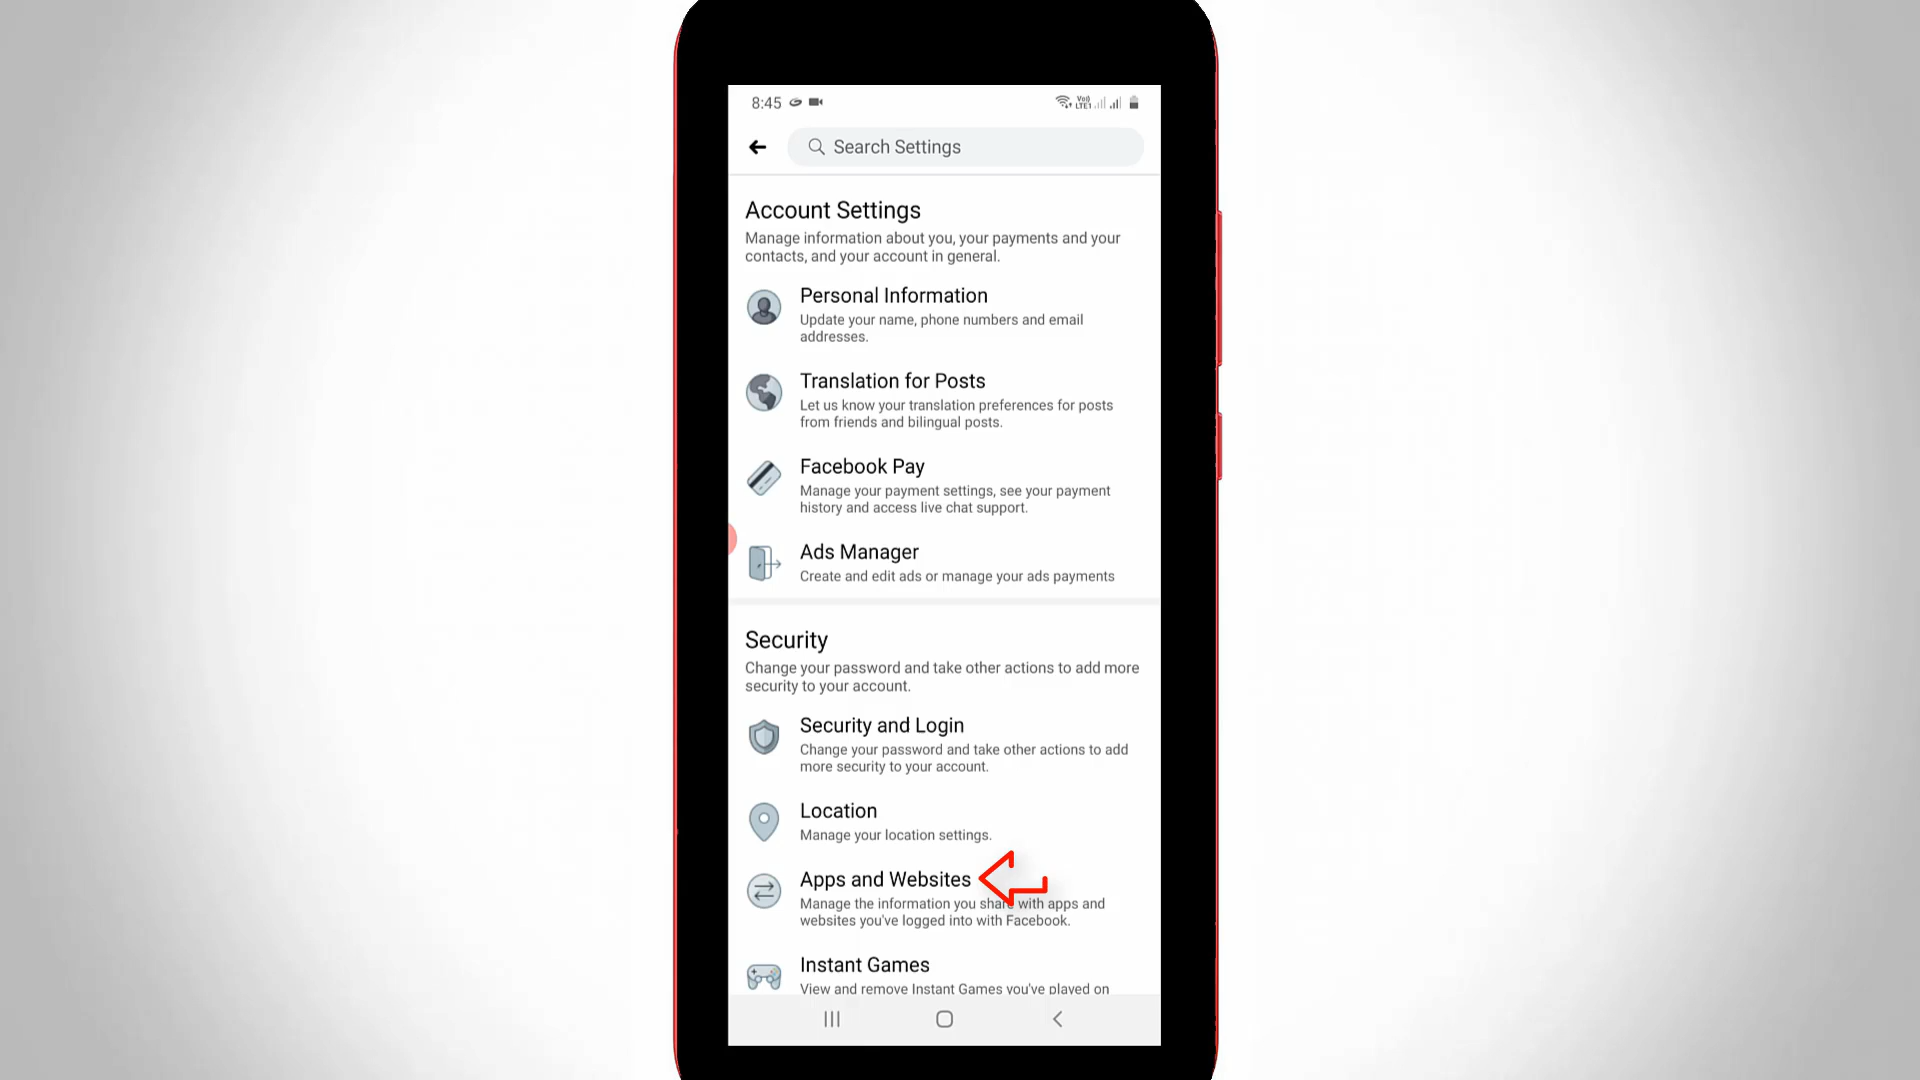 8:45
Vo)
LTE1
Search Settings
Account Settings
Manage information about you, your payments and your
contacts, and your account in general.
Personal Information
Update your name, phone numbers and email
addresses.
Translation for Posts
Let us know your translation preferences for posts
from friends and bilingual posts.
Facebook Pay
Manage your payment settings, see your payment
history and access live chat support.
Ads Manager
Create and edit ads or manage your ads payments
Security
Change your password and take other actions to add more
security to your account.
Security and Login
Change your password and take other actions to add
more security to your account.
Location
Manage your location settings.
Apps and Websites
Manage the information you share with apps and
websites you've logged into with Facebook.
Instant Games
View and remove Instant Games you've played on